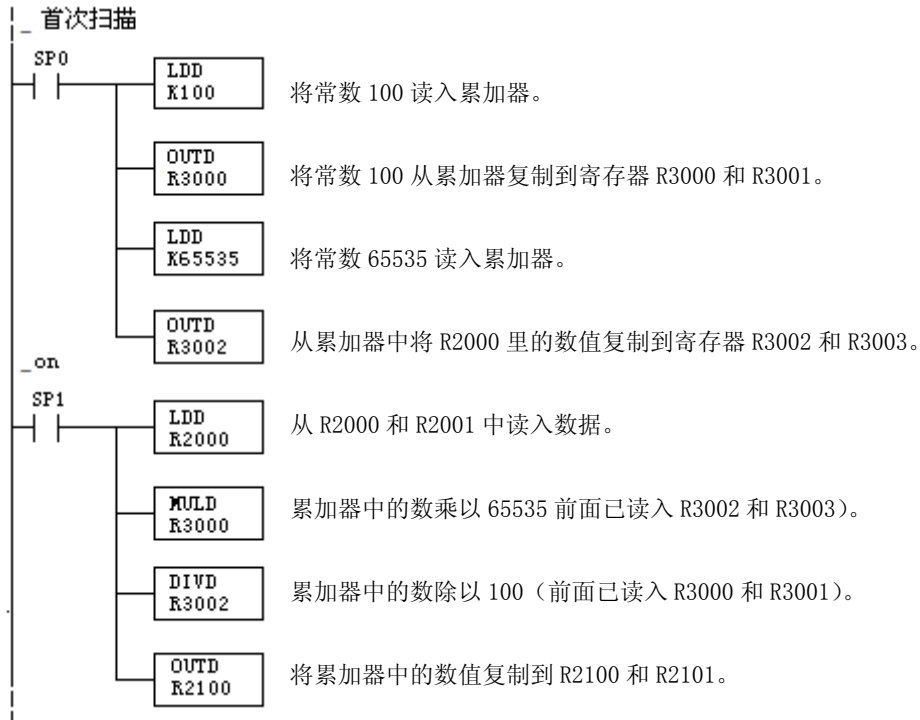 _ 首次扫描
SP0
LDD
K100
将常数 100 读入累加器。
OUTD
R3000
将常数 100 从累加器复制到寄存器 R3000 和 R3001。
LDD
K65535
将常数 65535 读入累加器。
OUTD
R3002
从累加器中将 R2000 里的数值复制到寄存器 R3002 和 R3003。
_on
SP1
LDD
R2000
从 R2000 和 R2001 中读入数据。
MULD
R3000
累加器中的数乘以 65535 前面已读入 R3002 和 R3003）。
DIVD
R3002
累加器中的数除以 100（前面已读入 R3000 和 R3001）。
OUTD
R2100
将累加器中的数值复制到 R2100 和 R2101。